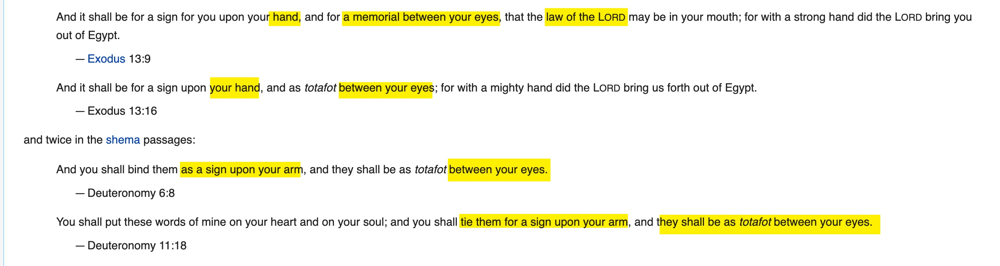 And it shall be for a sign for you upon your hand, and for a memorial between your eyes, that the law of the LORD may be in your mouth; for with a strong hand did the LORD bring you
out of Egypt.
— Exodus 13:9
And it shall be for a sign upon your hand, and as totafot between your eyes; for with a mighty hand did the LORD bring us forth out of Egypt.
— Exodus 13:16
and twice in the shema passages:
And you shall bind them as a sign upon your arm, and they shall be as totafot between your eyes.
— Deuteronomy 6:8
You shall put these words of mine on your heart and on your soul; and you shall tie them for a sign upon your arm, and they shall be as totafot between your eyes.
— Deuteronomy 11:18